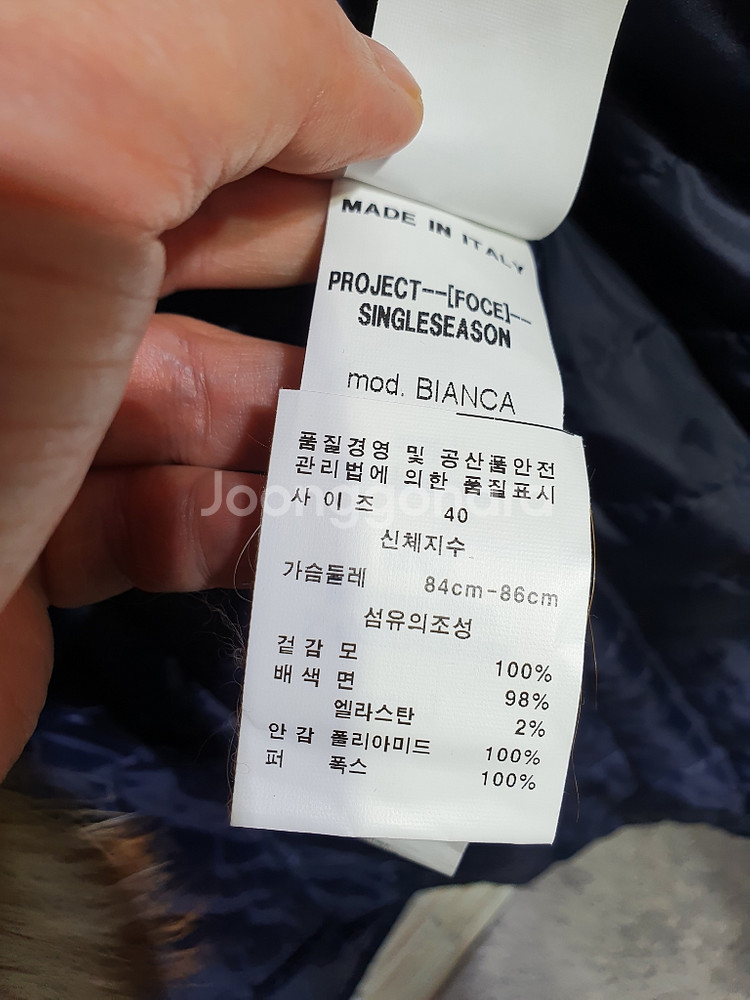 MADE IN ITALY
PROJECT---[FOCE]--
SINGLESEASON
mod. BIANCA
품질경영 및 공산품안전
관리법에 의한 품질표시
Joonggonara
사이즈 40
신체지수
가슴둘레 84cm-86cm
섬유의조성
겉감 모 100%
배색 면 98%
엘라스탄 2%
안감 폴리아미드 100%
퍼 폭스 100%